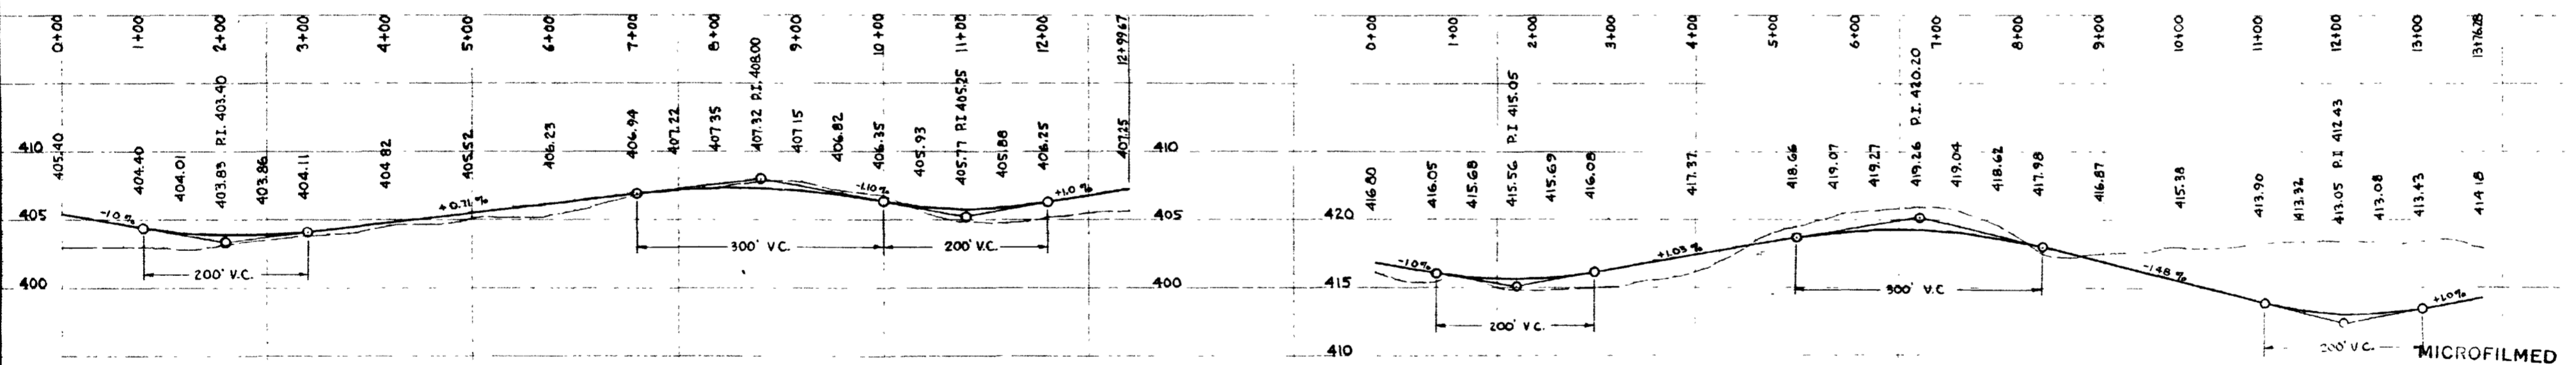 0+00 1+00 2+00 3+00 4+00 5+00 6+00 7+00 8+00 9+00 10+00 11+00 12+00 12+99.67
405.40 404.40 404.01 403.83 P.I. 403.40 403.86 404.11 404.82 405.52 406.23 406.94 407.22 407.35 407.32 P.I. 408.00 407.15 406.82 406.35 405.93 405.77 P.I 405.25 405.88 406.25 407.25
410 410
405 405
400 400
-1.0 % +0.71 % -1.10 % +1.0 %
200' V.C. 300' V.C. 200' V.C.
0+00 1+00 2+00 3+00 4+00 5+00 6+00 7+00 8+00 9+00 10+00 11+00 12+00 13+00 13+76.28
416.80 416.05 415.68 415.56 P.I 415.05 415.69 416.08 417.37 418.66 419.07 419.27 419.26 P.I. 420.20 419.04 418.62 417.98 416.87 415.38 413.90 413.32 413.05 P.I 412.43 413.08 413.43 414.18
420
415
410
-1.0 % +1.03 % -1.48 % +1.0 %
200' V C. 300' V.C 200' V.C.
MICROFILMED